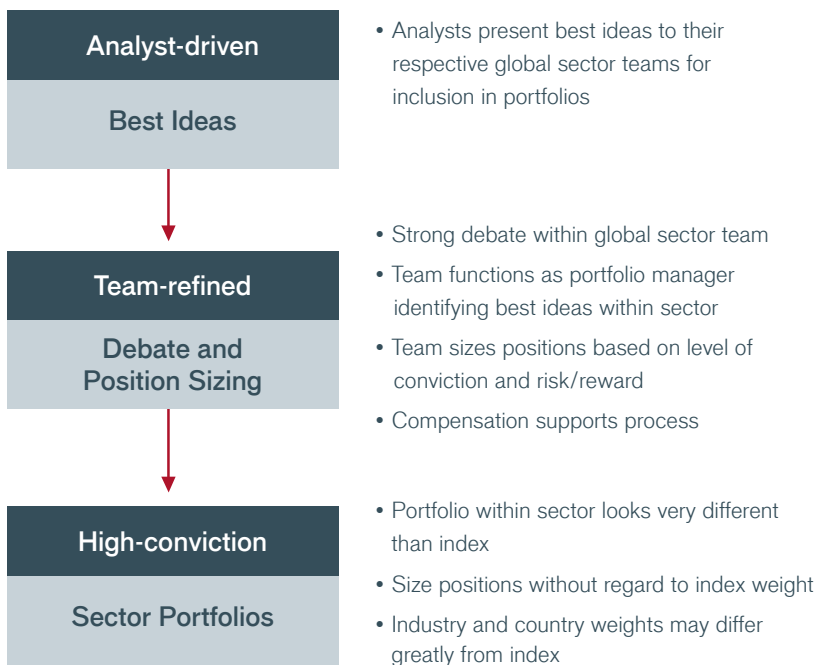 Analyst-driven
Best Ideas
• Analysts present best ideas to their
respective global sector teams for
inclusion in portfolios
Team-refined
Debate and
Position Sizing
• Strong debate within global sector team
• Team functions as portfolio manager
identifying best ideas within sector
• Team sizes positions based on level of
conviction and risk/reward
• Compensation supports process
High-conviction
Sector Portfolios
• Portfolio within sector looks very different
than index
• Size positions without regard to index weight
• Industry and country weights may differ
greatly from index